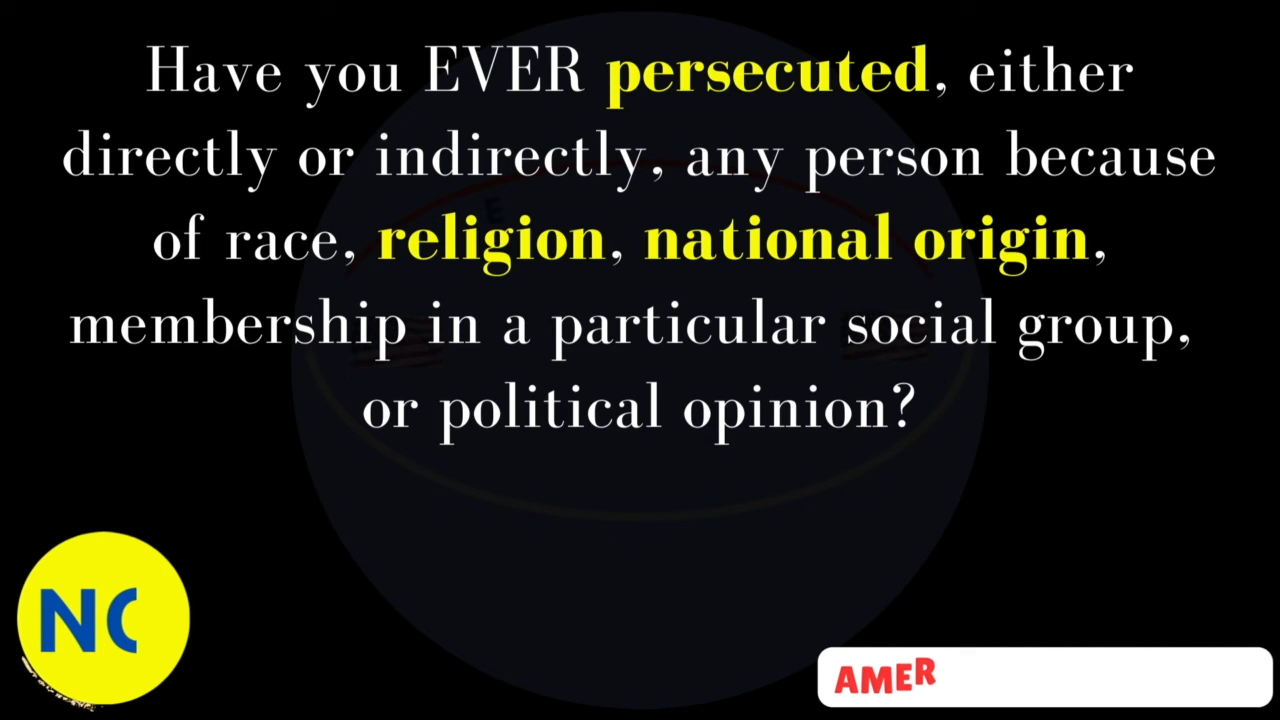 Have you EVER persecuted, either
directly or indirectly, any person because
of race, religion, national origin,
membership in a particular social group,
or political opinion?
NC
AMER